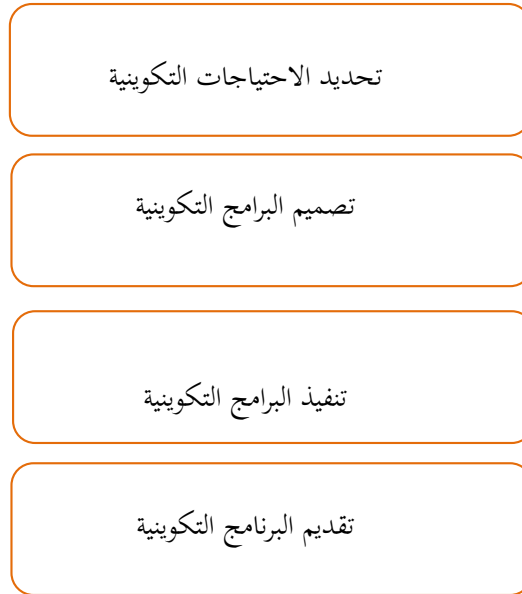 تحديد الاحتياجات التكوينية
تصميم البرامج التكوينية
تنفيذ البرامج التكوينية
تقديم البرنامج التكوينية